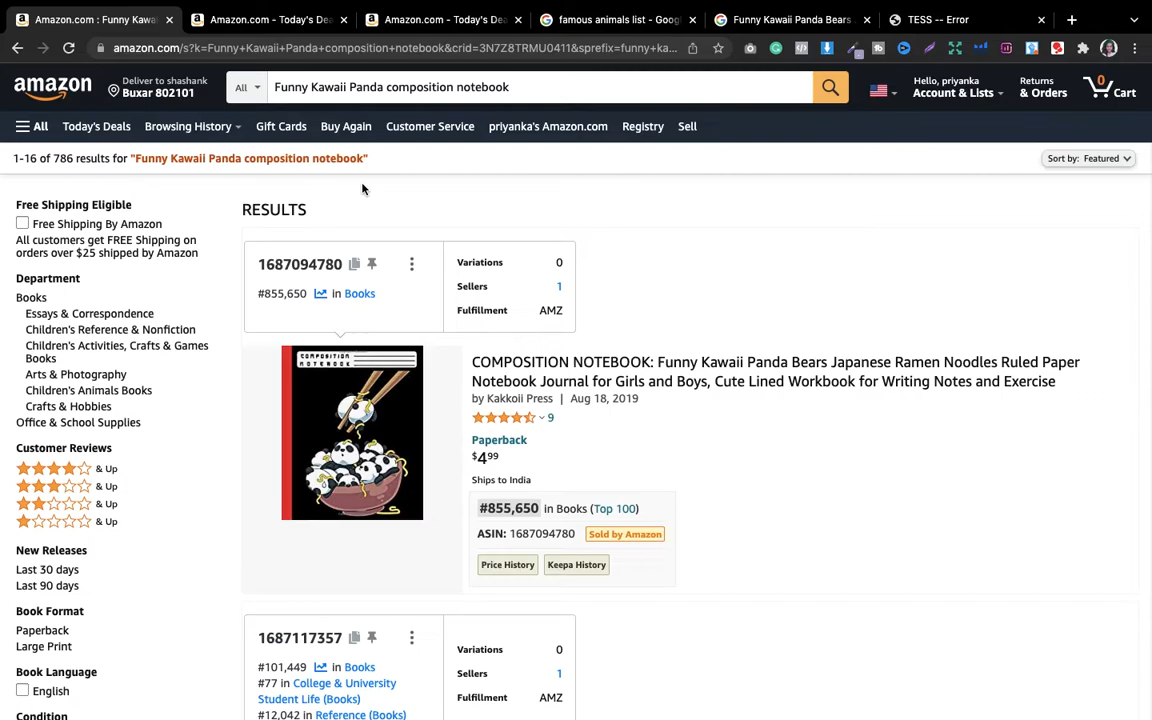 Amazon.com : Funny Kawai
Amazon.com - Today's De
Amazon.com - Today's De
famous animals list - Goog
Funny Kawaii Panda Bears
TESS -- Error
amazon.com/s?k=Funny+Kawaii+Panda+composition+notebook&crid=3N7Z8TRMU0411&sprefix=funny+ka...
amazon
Deliver to shashank
Buxar 802101
All
Funny Kawaii Panda composition notebook
Hello, priyanka
Account & Lists
Returns
& Orders
0
Cart
All
Today's Deals
Browsing History
Gift Cards
Buy Again
Customer Service
priyanka's Amazon.com
Registry
Sell
1-16 of 786 results for "Funny Kawaii Panda composition notebook"
Sort by: Featured
Free Shipping Eligible
Free Shipping By Amazon
All customers get FREE Shipping on
orders over $25 shipped by Amazon
Department
Books
Essays & Correspondence
Children's Reference & Nonfiction
Children's Activities, Crafts & Games
Books
Arts & Photography
Children's Animals Books
Crafts & Hobbies
Office & School Supplies
Customer Reviews
& Up
& Up
& Up
& Up
New Releases
Last 30 days
Last 90 days
Book Format
Paperback
Large Print
Book Language
English
Condition
RESULTS
1687094780
#855,650 in Books
Variations 0
Sellers 1
Fulfillment AMZ
COMPOSITION
NOTEBOOK
COMPOSITION NOTEBOOK: Funny Kawaii Panda Bears Japanese Ramen Noodles Ruled Paper
Notebook Journal for Girls and Boys, Cute Lined Workbook for Writing Notes and Exercise
by Kakkoii Press | Aug 18, 2019
9
Paperback
$4.99
Ships to India
#855,650 in Books (Top 100)
ASIN: 1687094780 Sold by Amazon
Price History
Keepa History
1687117357
#101,449 in Books
#77 in College & University
Student Life (Books)
#12,042 in Reference (Books)
Variations 0
Sellers 1
Fulfillment AMZ